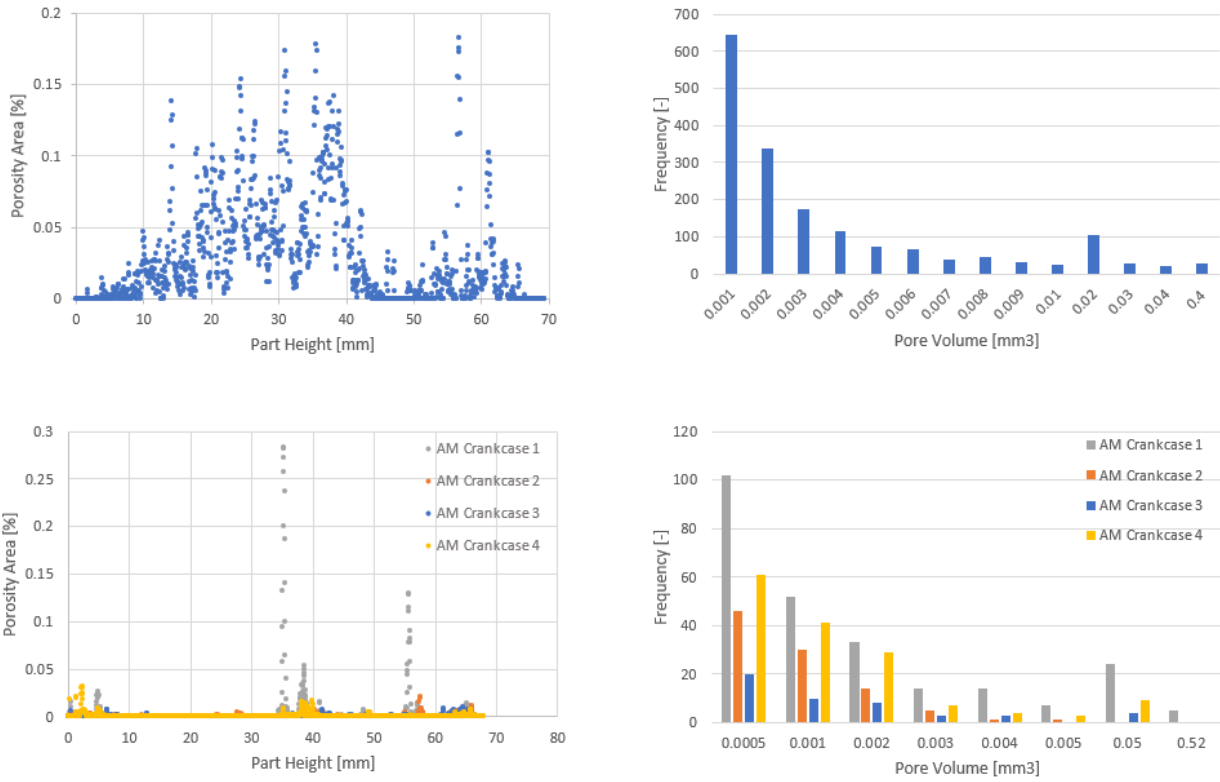 0.2
0.15
0.1
0.05
0
Porosity Area [%]
0 10 20 30 40 50 60 70
Part Height [mm]
700
600
500
400
300
200
100
0
Frequency [-]
0.001 0.002 0.003 0.004 0.005 0.006 0.007 0.008 0.009 0.01 0.02 0.03 0.04 0.4
Pore Volume [mm3]
0.3
0.25
0.2
0.15
0.1
0.05
0
Porosity Area [%]
AM Crankcase 1
AM Crankcase 2
AM Crankcase 3
AM Crankcase 4
0 10 20 30 40 50 60 70 80
Part Height [mm]
120
100
80
60
40
20
0
Frequency [-]
AM Crankcase 1
AM Crankcase 2
AM Crankcase 3
AM Crankcase 4
0.0005 0.001 0.002 0.003 0.004 0.005 0.05 0.52
Pore Volume [mm3]